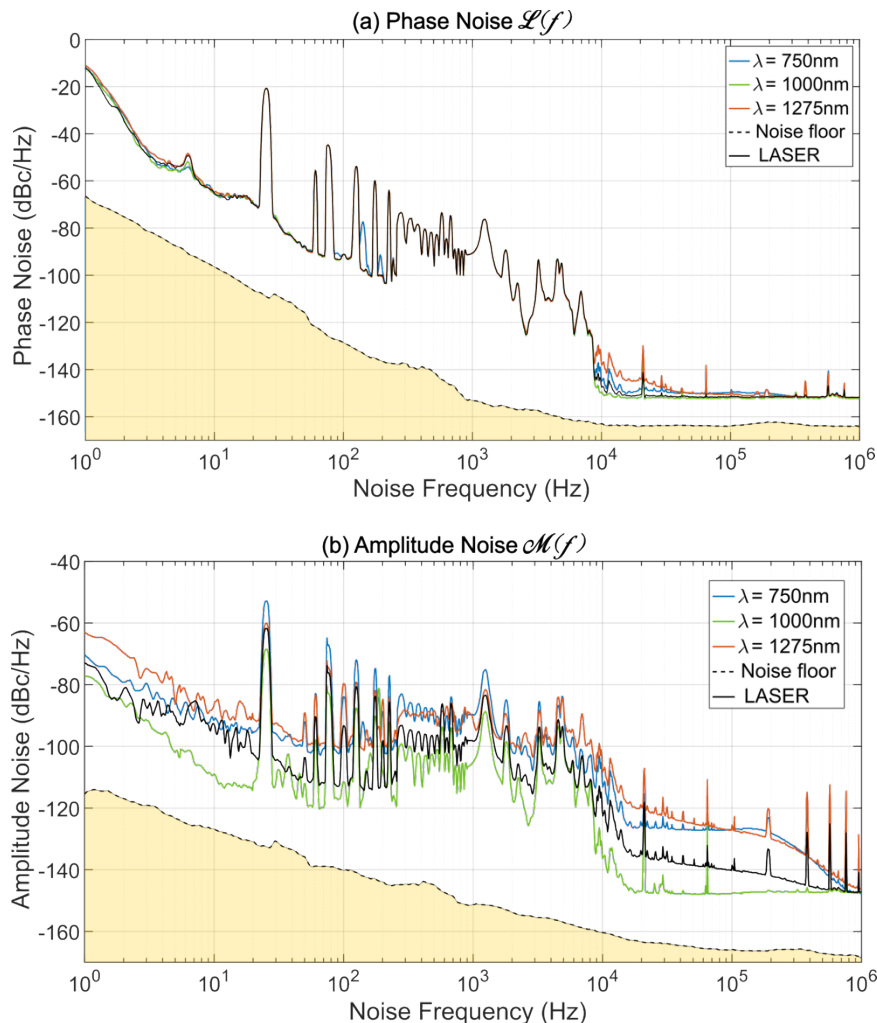 (a) Phase Noise ℒ(f)
0
-20
-40
-60
-80
-100
-120
-140
-160
Phase Noise (dBc/Hz)
λ = 750nm
λ = 1000nm
λ = 1275nm
Noise floor
LASER
10⁰ 10¹ 10² 10³ 10⁴ 10⁵ 10⁶
Noise Frequency (Hz)
(b) Amplitude Noise ℳ(f)
-40
-60
-80
-100
-120
-140
-160
Amplitude Noise (dBc/Hz)
λ = 750nm
λ = 1000nm
λ = 1275nm
Noise floor
LASER
10⁰ 10¹ 10² 10³ 10⁴ 10⁵ 10⁶
Noise Frequency (Hz)